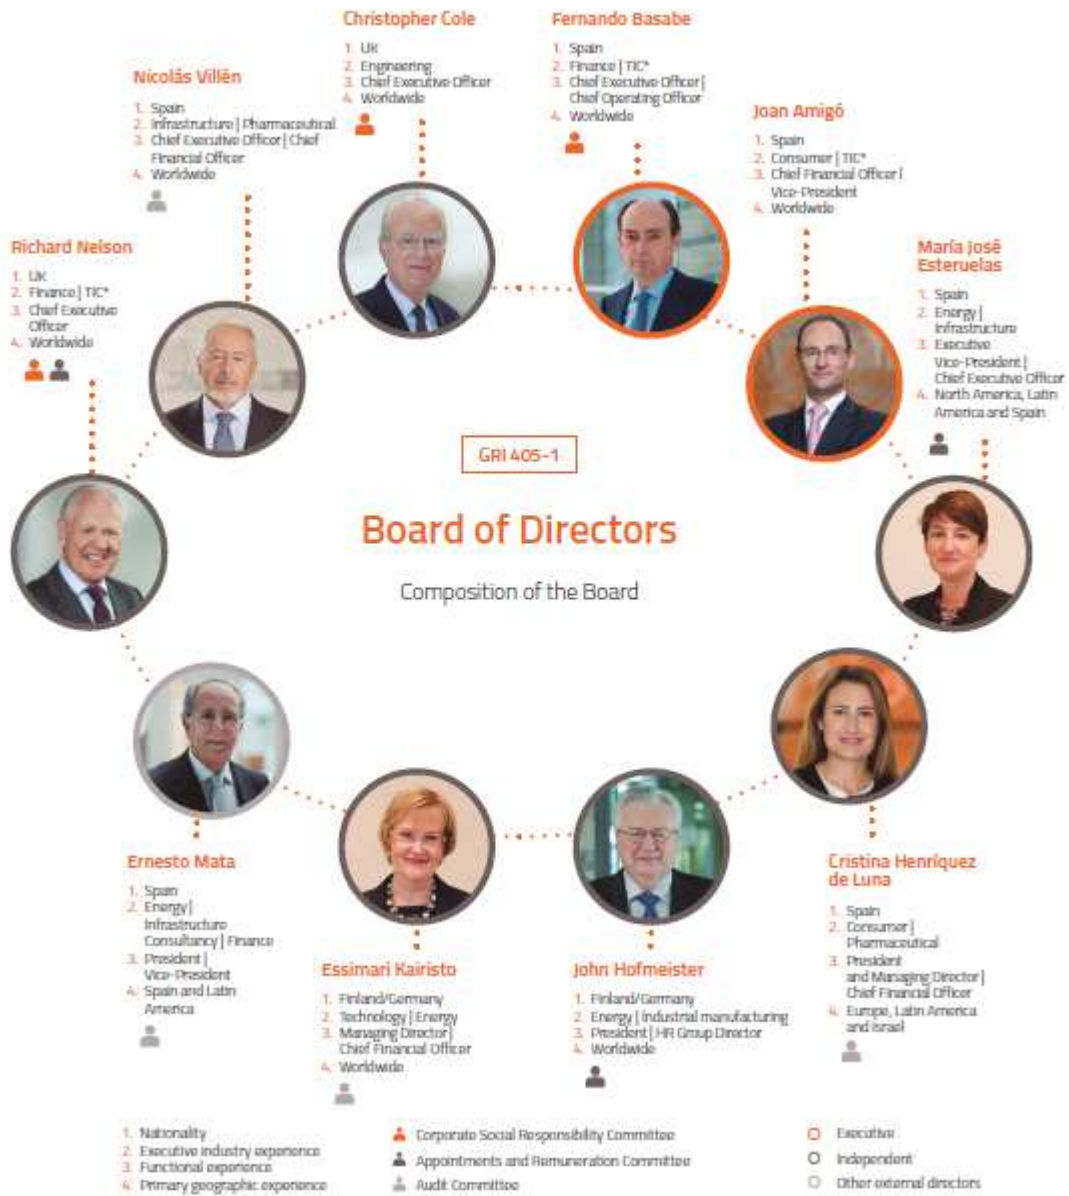 Christopher Cole
1. UK
2. Engineering
3. Chief Executive Officer
4. Worldwide
Fernando Basabe
1. Spain
2. Finance | TIC*
3. Chief Executive Officer |
Chief Operating Officer
4. Worldwide
Nicolás Villén
1. Spain
2. Infrastructure | Pharmaceutical
3. Chief Executive Officer | Chief
Financial Officer
4. Worldwide
Joan Amigó
1. Spain
2. Consumer | TIC*
3. Chief Financial Officer |
Vice-President
4. Worldwide
Richard Nelson
1. UK
2. Finance | TIC*
3. Chief Executive
Officer
4. Worldwide
María José
Esteruelas
1. Spain
2. Energy |
Infrastructure
3. Executive
Vice-President |
Chief Executive Officer
4. North America, Latin
America and Spain
GRI 405-1
Board of Directors
Composition of the Board
Ernesto Mata
1. Spain
2. Energy |
Infrastructure
Consultancy | Finance
3. President |
Vice-President
4. Spain and Latin
America
Essimari Kairisto
1. Finland/Germany
2. Technology | Energy
3. Managing Director |
Chief Financial Officer
4. Worldwide
John Hofmeister
1. Finland/Germany
2. Energy | Industrial manufacturing
3. President | HR Group Director
4. Worldwide
Cristina Henríquez
de Luna
1. Spain
2. Consumer |
Pharmaceutical
3. President
and Managing Director |
Chief Financial Officer
4. Europe, Latin America
and Israel
1. Nationality
2. Executive industry experience
3. Functional experience
4. Primary geographic experience
Corporate Social Responsibility Committee
Appointments and Remuneration Committee
Audit Committee
Executive
Independent
Other external directors